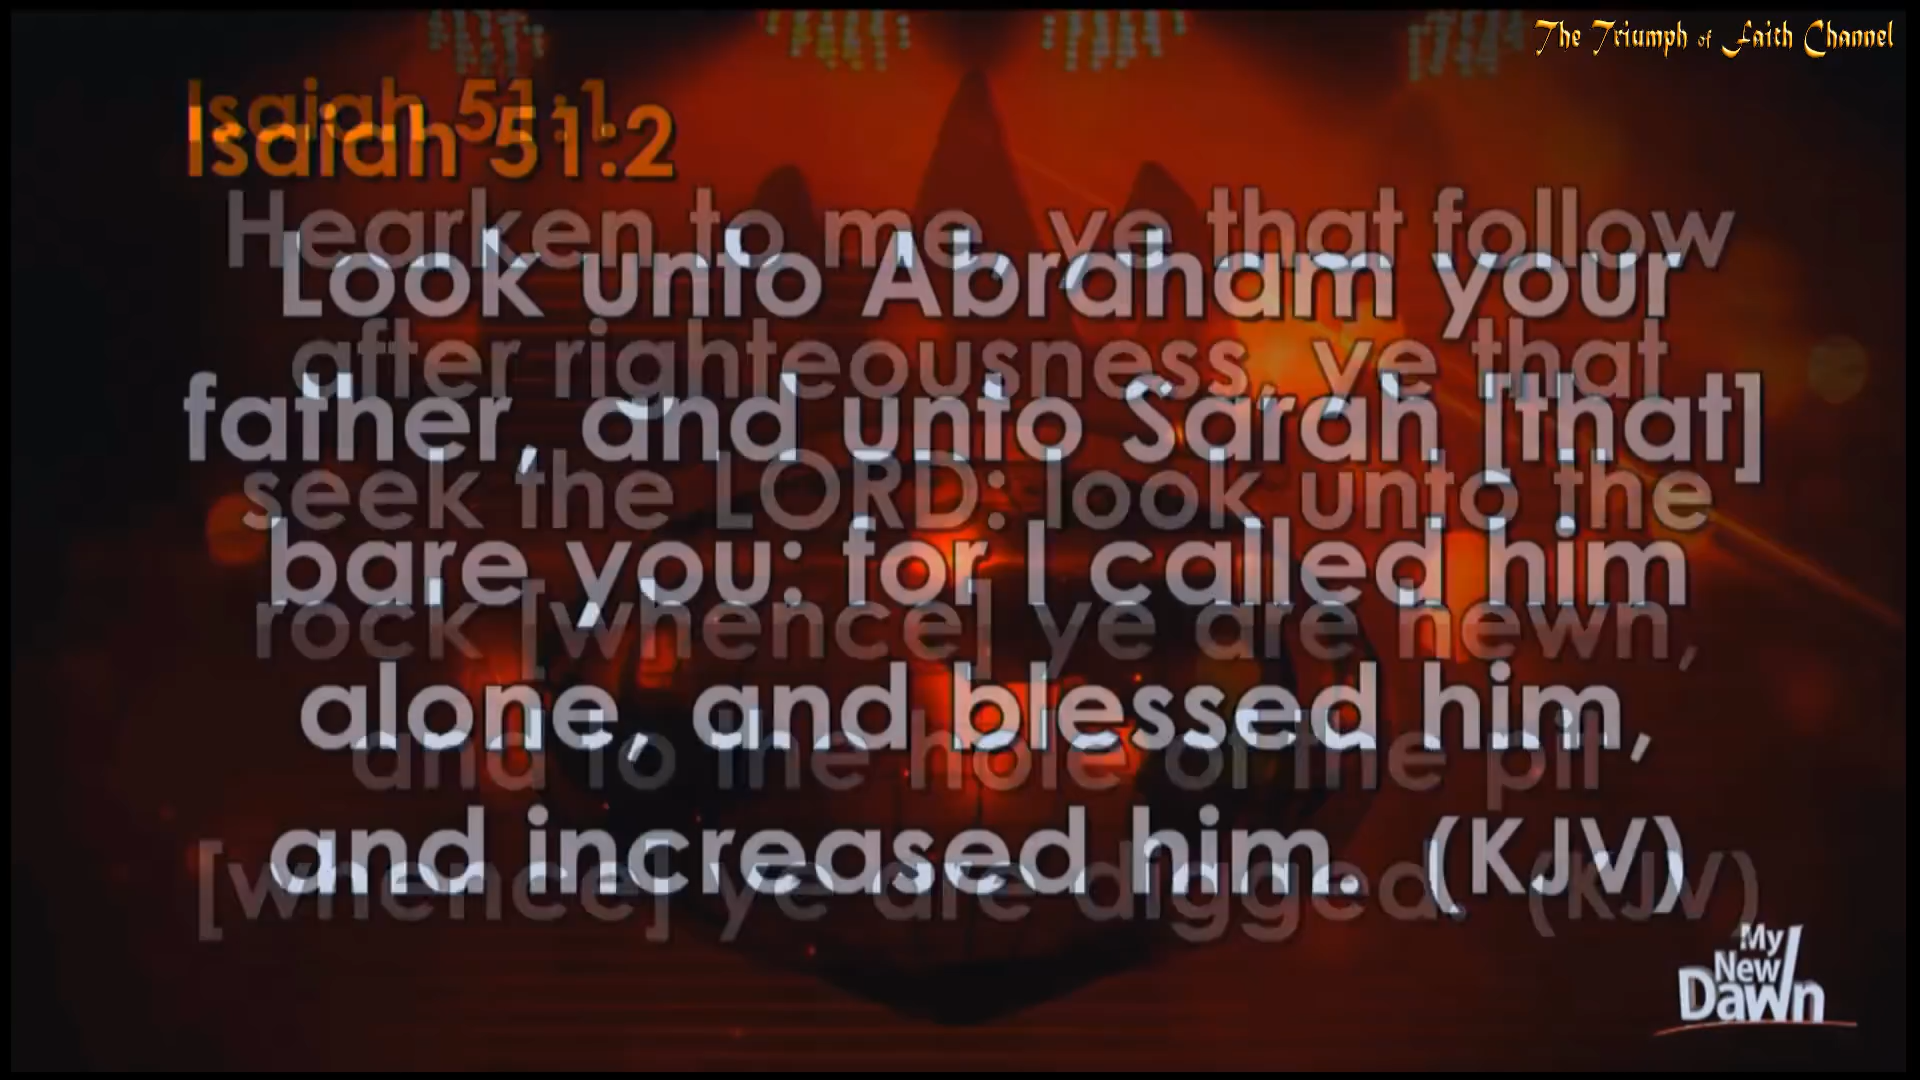 The Triumph of Faith Channel
Isaiah 51:1
Hearken to me, ye that follow
after righteousness, ye that
seek the LORD: look unto the
rock [whence] ye are hewn,
and to the hole of the pit
[whence] ye are digged. (KJV)
Isaiah 51:2
Look unto Abraham your
father, and unto Sarah [that]
bare you: for I called him
alone, and blessed him,
and increased him. (KJV)
My
New
Dawn